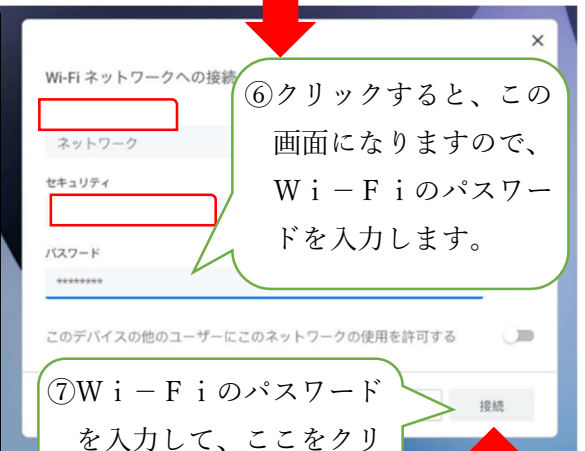 ×
Wi-Fi ネットワークへの接続
⑥クリックすると、この
画面になりますので、
Ｗｉ－Ｆｉのパスワー
ドを入力します。
ネットワーク
セキュリティ
パスワード
********
このデバイスの他のユーザーにこのネットワークの使用を許可する
⑦Ｗｉ－Ｆｉのパスワード
を入力して、ここをクリ
接続